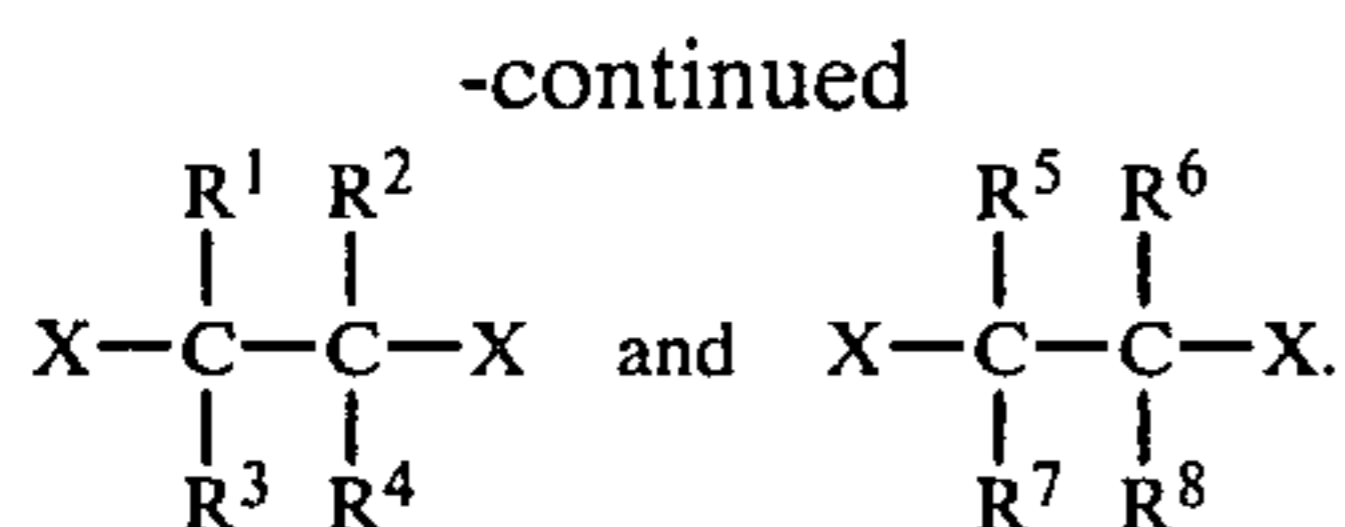 -continued
R¹ R² R⁵ R⁶
X—C—C—X and X—C—C—X.
R³ R⁴ R⁷ R⁸